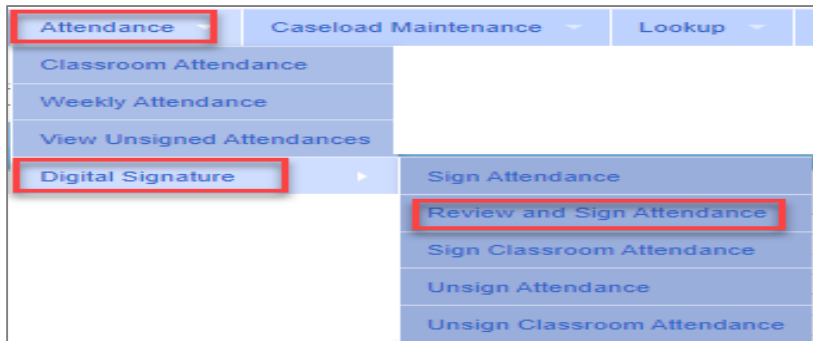 Attendance Caseload Maintenance Lookup
Classroom Attendance
Weekly Attendance
View Unsigned Attendances
Digital Signature Sign Attendance
Review and Sign Attendance
Sign Classroom Attendance
Unsign Attendance
Unsign Classroom Attendance